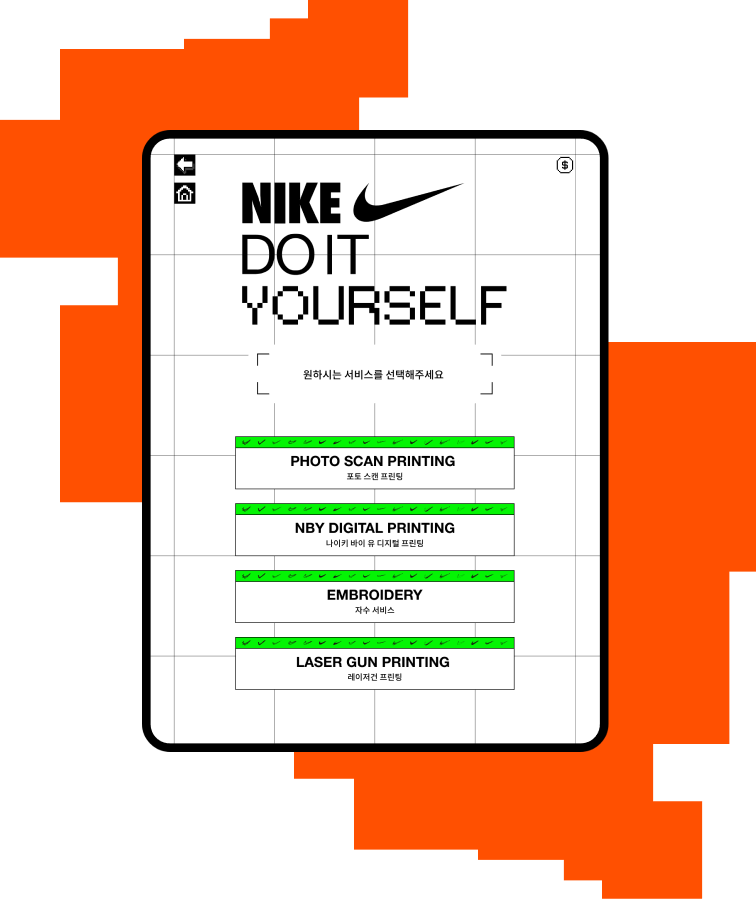 $
NIKE
DO IT
YOURSELF
원하시는 서비스를 선택해주세요
PHOTO SCAN PRINTING
포토 스캔 프린팅
NBY DIGITAL PRINTING
나이키 바이 유 디지털 프린팅
EMBROIDERY
자수 서비스
LASER GUN PRINTING
레이저건 프린팅